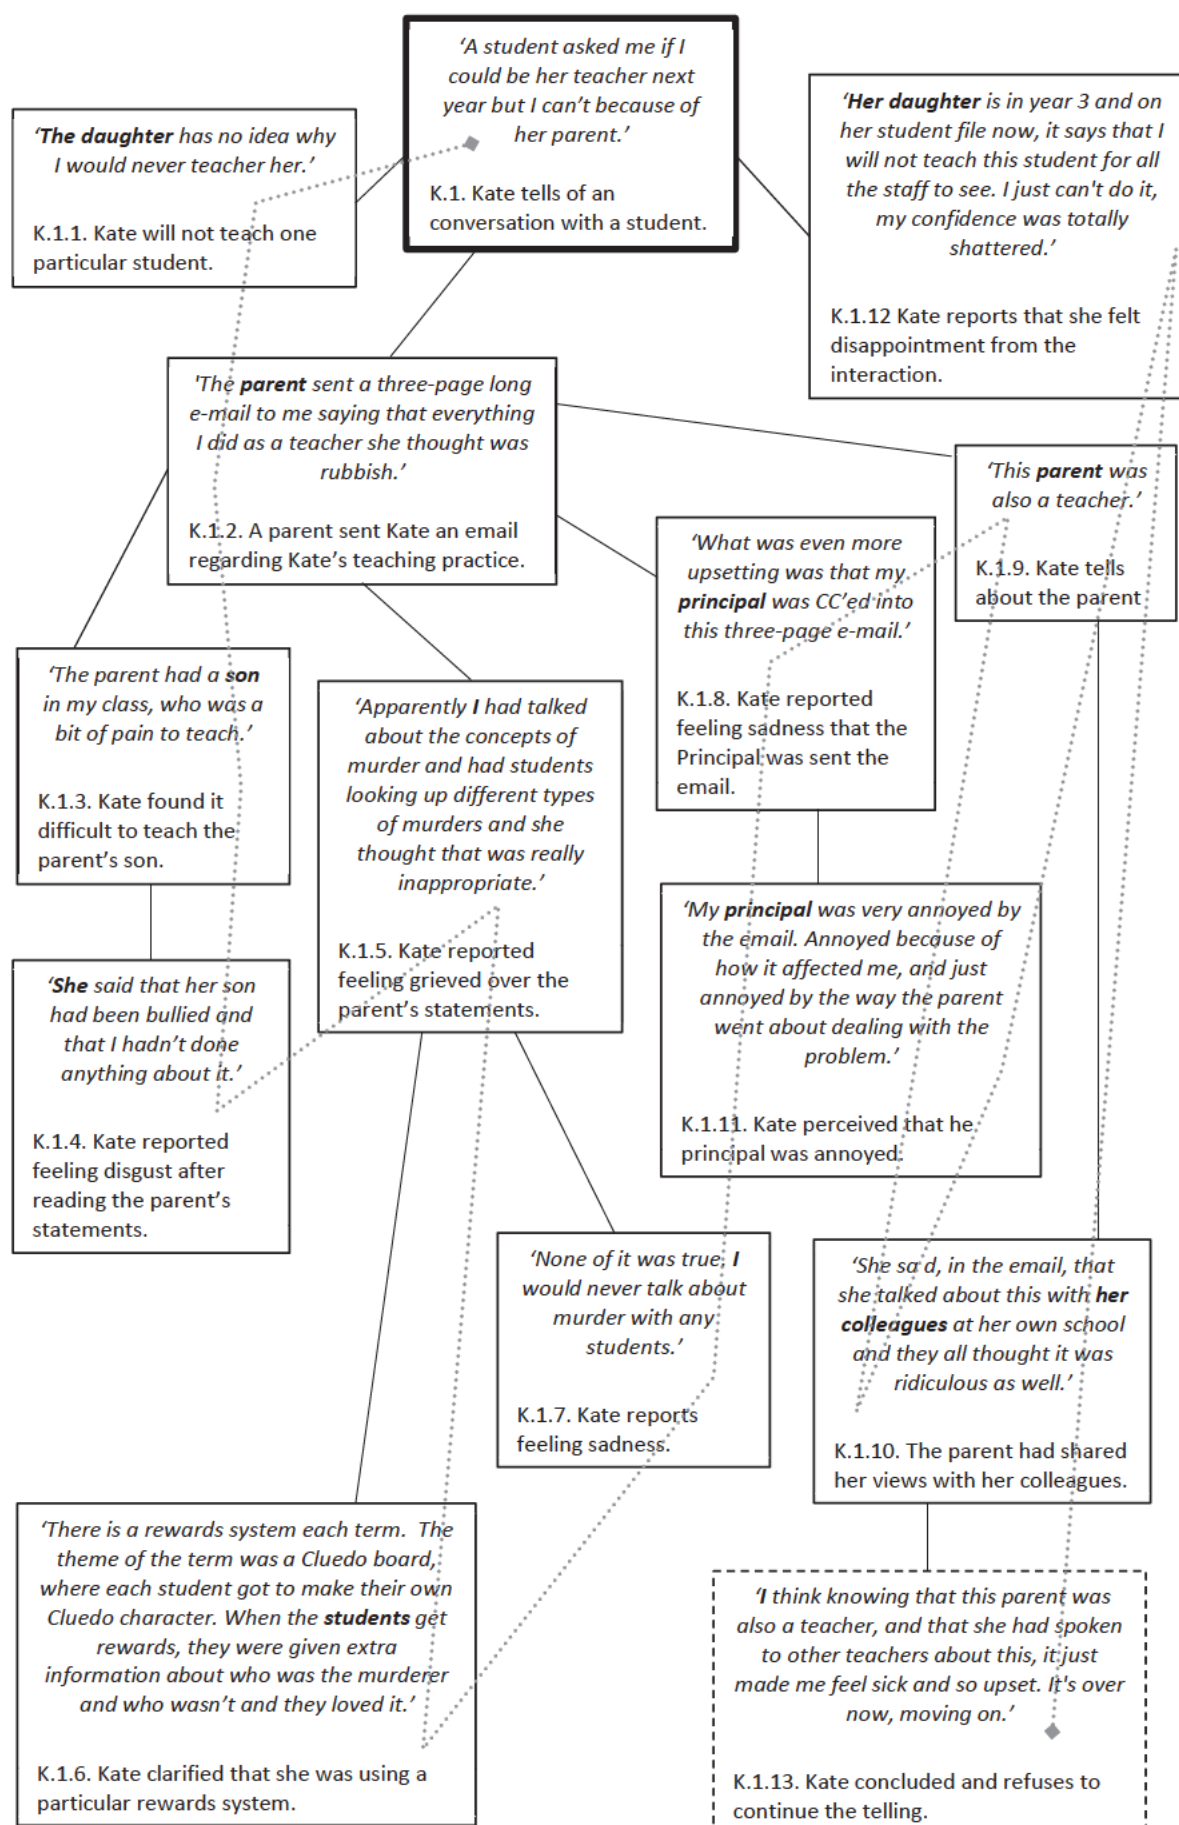 ‘A student asked me if I
could be her teacher next
year but I can’t because of
her parent.’
K.1. Kate tells of an
conversation with a student.
‘The daughter has no idea why
I would never teacher her.’
K.1.1. Kate will not teach one
particular student.
‘Her daughter is in year 3 and on
her student file now, it says that I
will not teach this student for all
the staff to see. I just can't do it,
my confidence was totally
shattered.’
K.1.12 Kate reports that she felt
disappointment from the
interaction.
'The parent sent a three-page long
e-mail to me saying that everything
I did as a teacher she thought was
rubbish.’
K.1.2. A parent sent Kate an email
regarding Kate’s teaching practice.
‘This parent was
also a teacher.’
K.1.9. Kate tells
about the parent
‘What was even more
upsetting was that my
principal was CC’ed into
this three-page e-mail.’
K.1.8. Kate reported
feeling sadness that the
Principal was sent the
email.
‘The parent had a son
in my class, who was a
bit of pain to teach.’
K.1.3. Kate found it
difficult to teach the
parent’s son.
‘Apparently I had talked
about the concepts of
murder and had students
looking up different types
of murders and she
thought that was really
inappropriate.’
K.1.5. Kate reported
feeling grieved over the
parent’s statements.
‘My principal was very annoyed by
the email. Annoyed because of
how it affected me, and just
annoyed by the way the parent
went about dealing with the
problem.’
K.1.11. Kate perceived that he
principal was annoyed.
‘She said that her son
had been bullied and
that I hadn’t done
anything about it.’
K.1.4. Kate reported
feeling disgust after
reading the parent’s
statements.
‘None of it was true, I
would never talk about
murder with any
students.’
K.1.7. Kate reports
feeling sadness.
‘She said, in the email, that
she talked about this with her
colleagues at her own school
and they all thought it was
ridiculous as well.’
K.1.10. The parent had shared
her views with her colleagues.
‘There is a rewards system each term. The
theme of the term was a Cluedo board,
where each student got to make their own
Cluedo character. When the students get
rewards, they were given extra
information about who was the murderer
and who wasn’t and they loved it.’
K.1.6. Kate clarified that she was using a
particular rewards system.
‘I think knowing that this parent was
also a teacher, and that she had spoken
to other teachers about this, it just
made me feel sick and so upset. It's over
now, moving on.’
K.1.13. Kate concluded and refuses to
continue the telling.